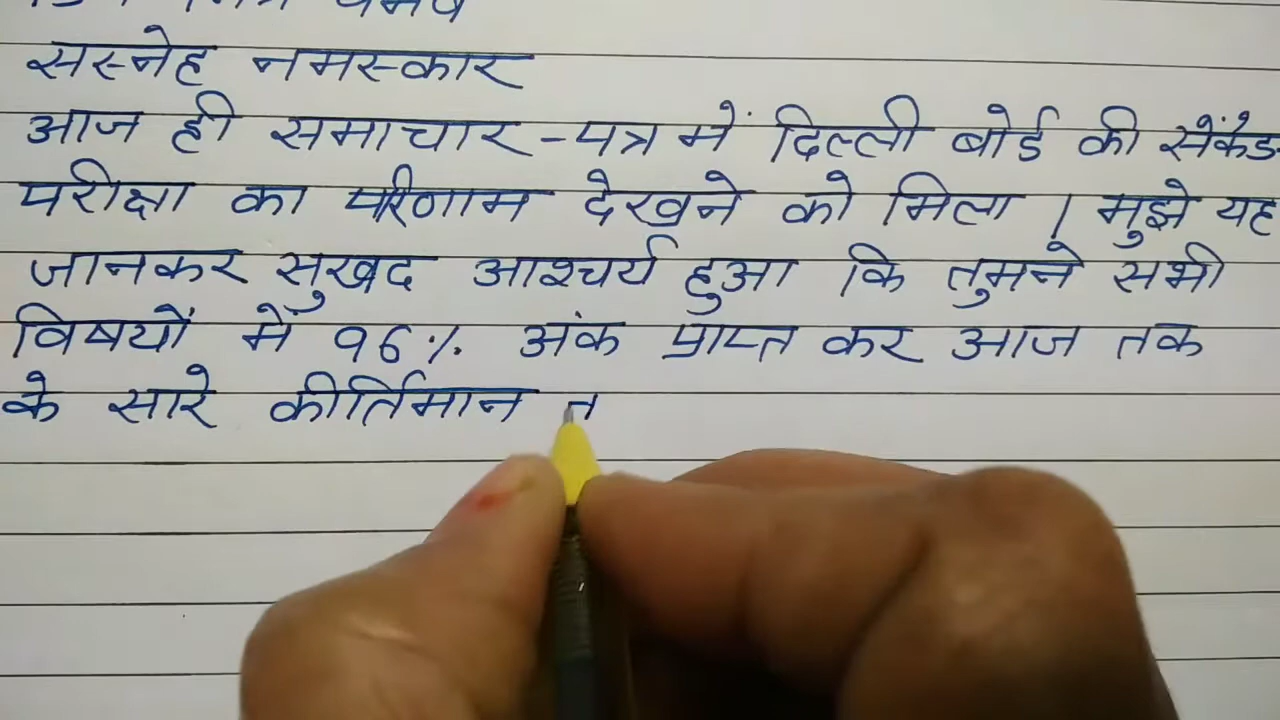 मित्र
सस्नेह नमस्कार
आज ही समाचार-पत्र में दिल्ली बोर्ड की सैकेंड
परीक्षा का परिणाम देखने को मिला । मुझे यह
जानकर सुखद आश्चर्य हुआ कि तुमने सभी
विषयों में 96% अंक प्राप्त कर आज तक
के सारे कीर्तिमान त